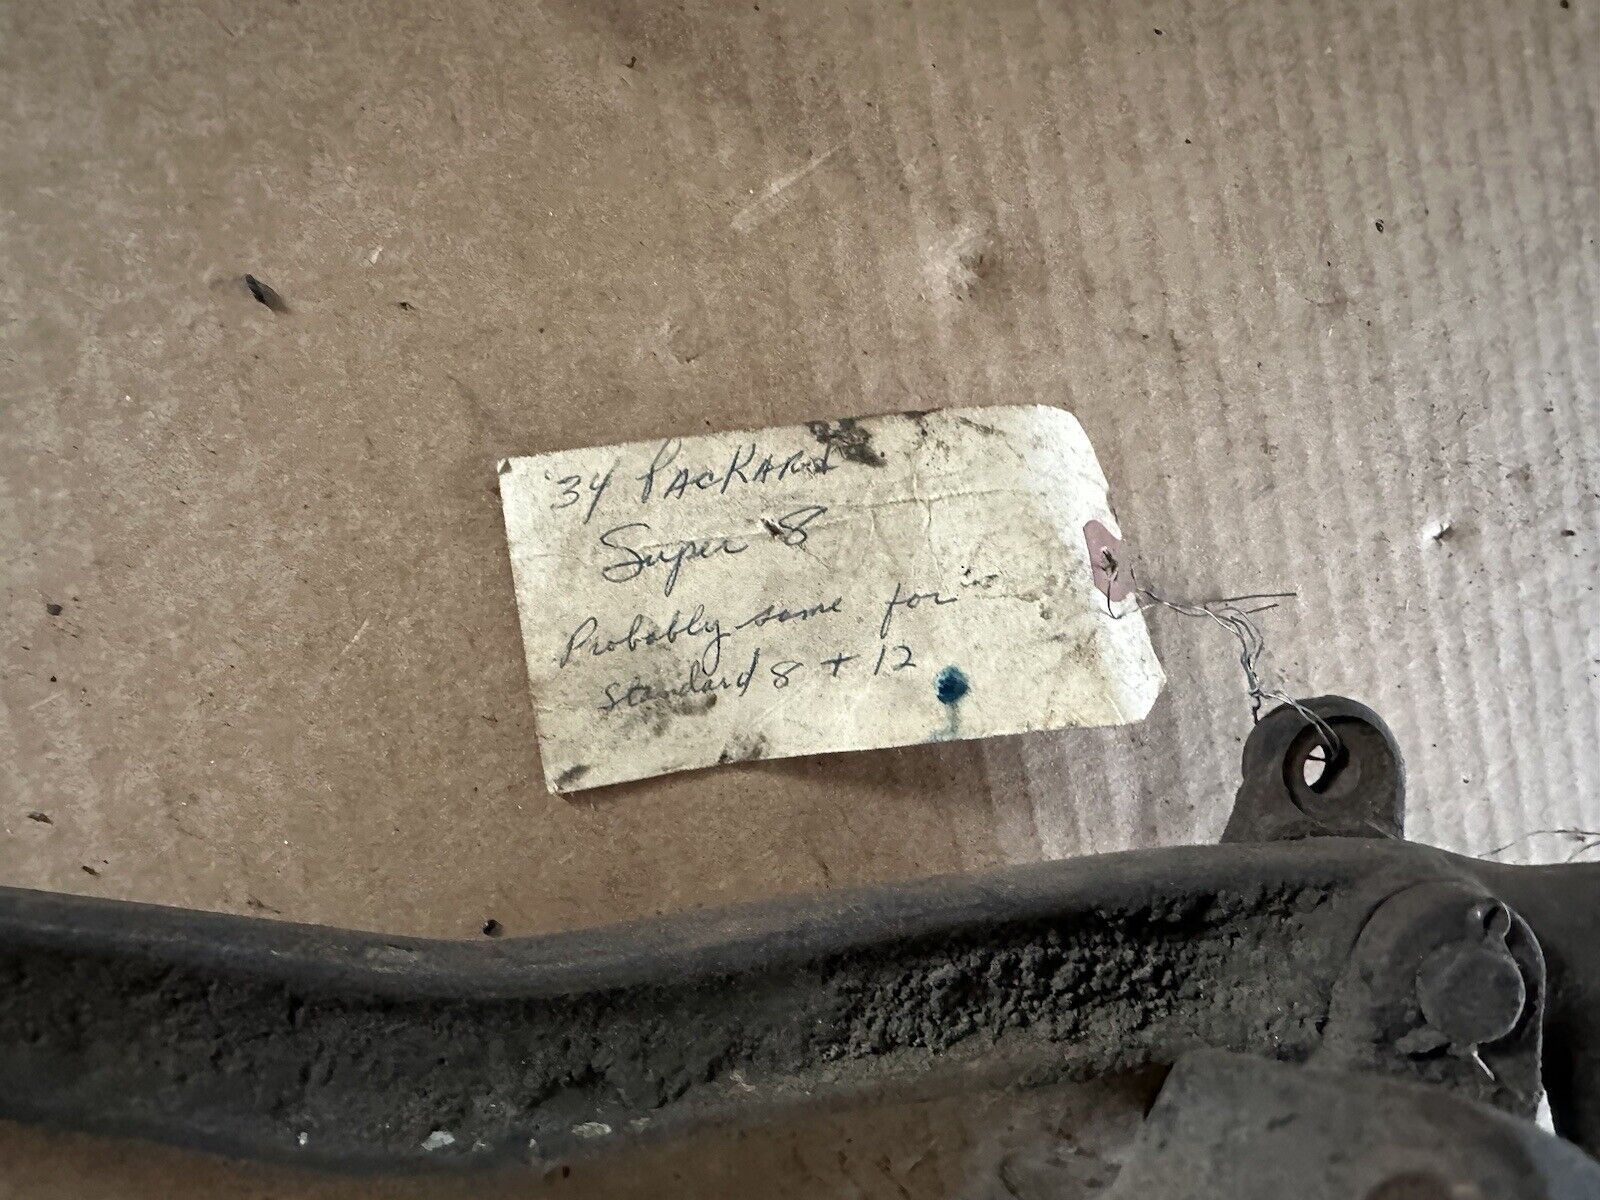 '34 Packard
Super 8
Probably same for
standard 8 + 12